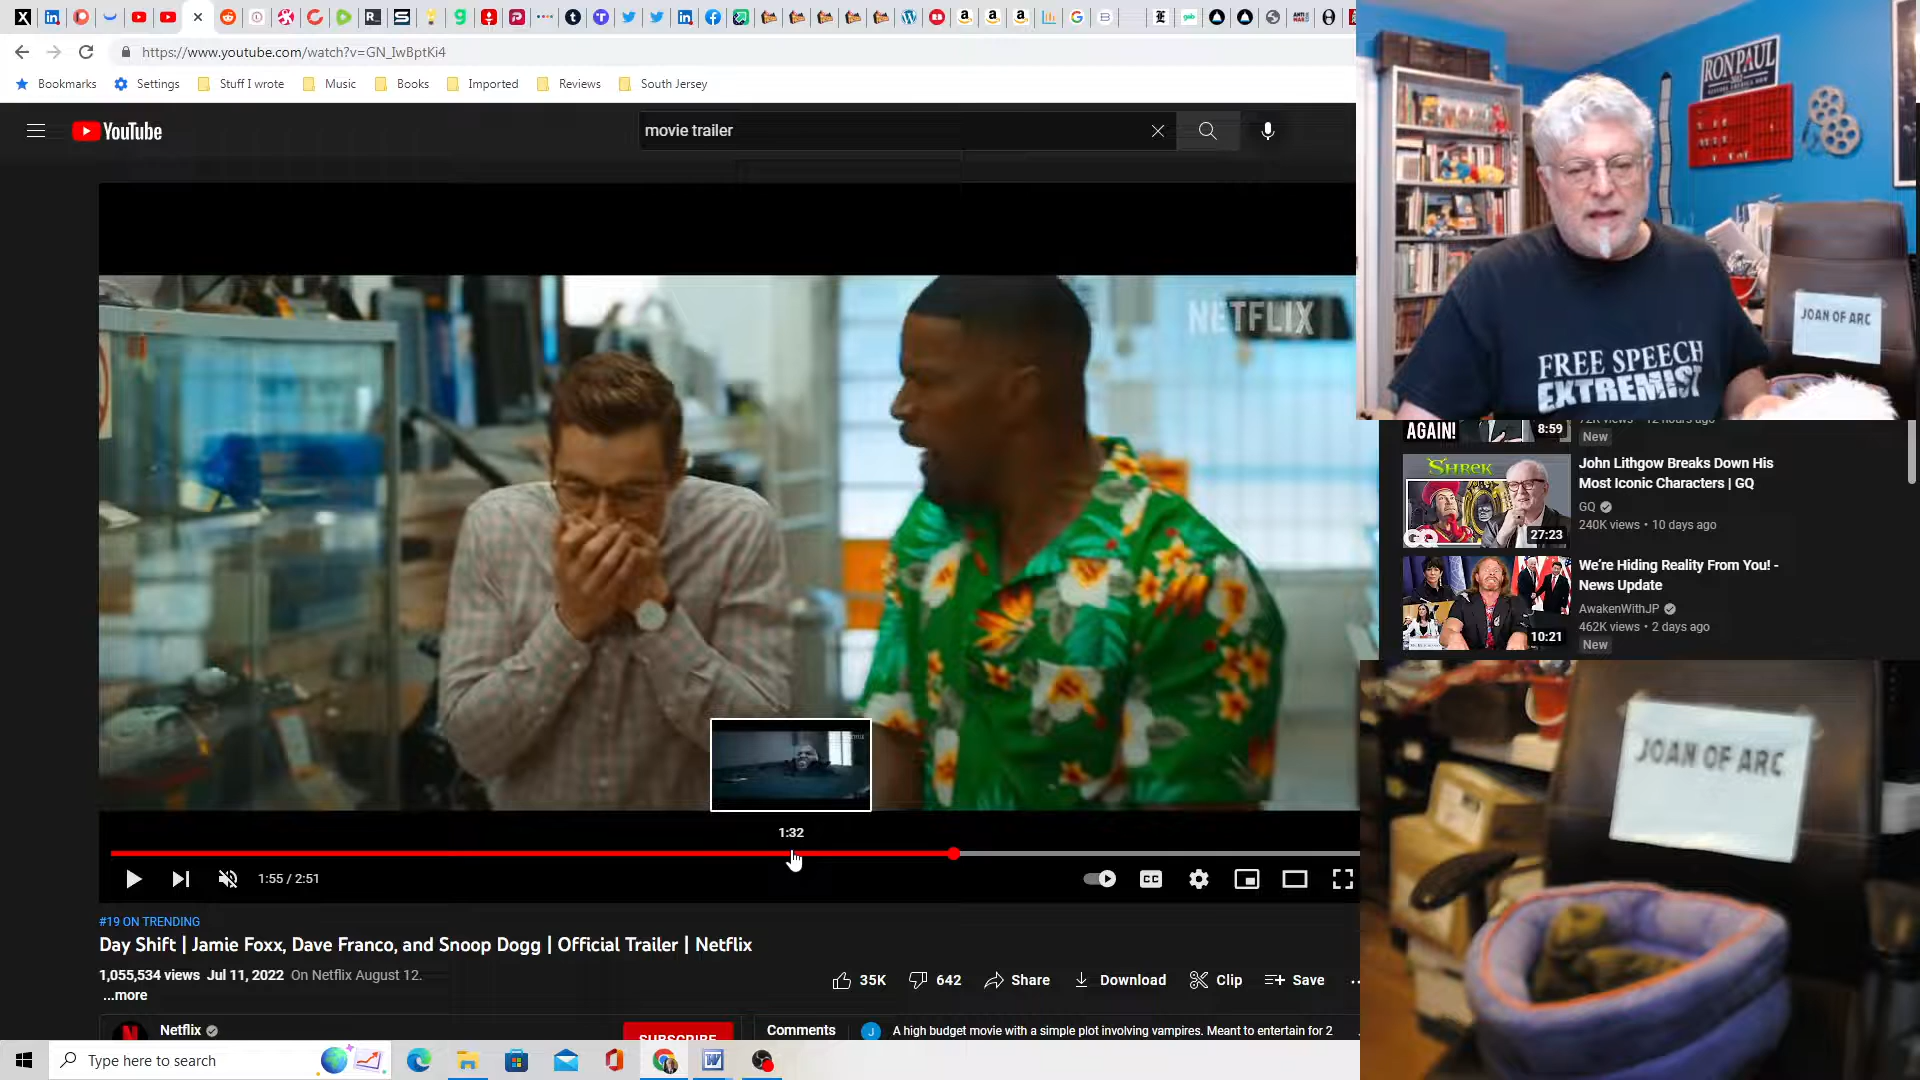 https://www.youtube.com/watch?v=GN_IwBptKi4
Bookmarks
Settings
Stuff I wrote
Music
Books
Imported
Reviews
South Jersey
YouTube
movie trailer
NETFLIX
1:32
1:55 / 2:51
CC
#19 ON TRENDING
Day Shift | Jamie Foxx, Dave Franco, and Snoop Dogg | Official Trailer | Netflix
1,055,534 views Jul 11, 2022 On Netflix August 12.
...more
35K
642
Share
Download
Clip
Save
Netflix
SUBSCRIBE
Comments
A high budget movie with a simple plot involving vampires. Meant to entertain for 2
Type here to search
RON PAUL
JOAN OF ARC
FREE SPEECH
EXTREMIST
AGAIN!
8:59
New
SHREK
GQ
27:23
John Lithgow Breaks Down His
Most Iconic Characters | GQ
GQ
240K views • 10 days ago
10:21
We're Hiding Reality From You! -
News Update
AwakenWithJP
462K views • 2 days ago
New
JOAN OF ARC